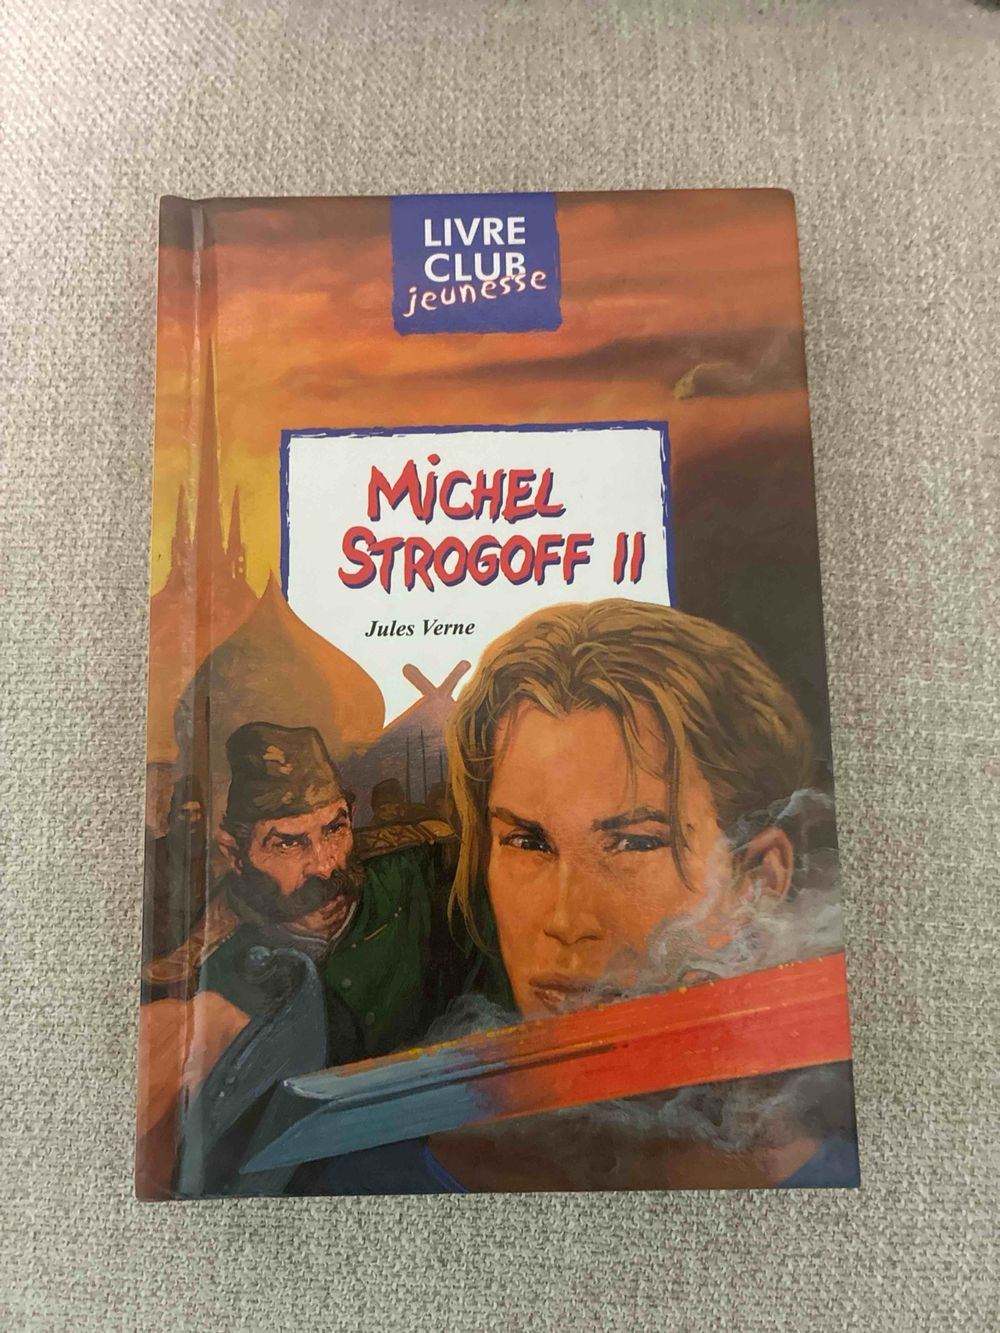 LIVRE
CLUB
jeunesse
MiCHEL
STROGOFF II
Jules Verne